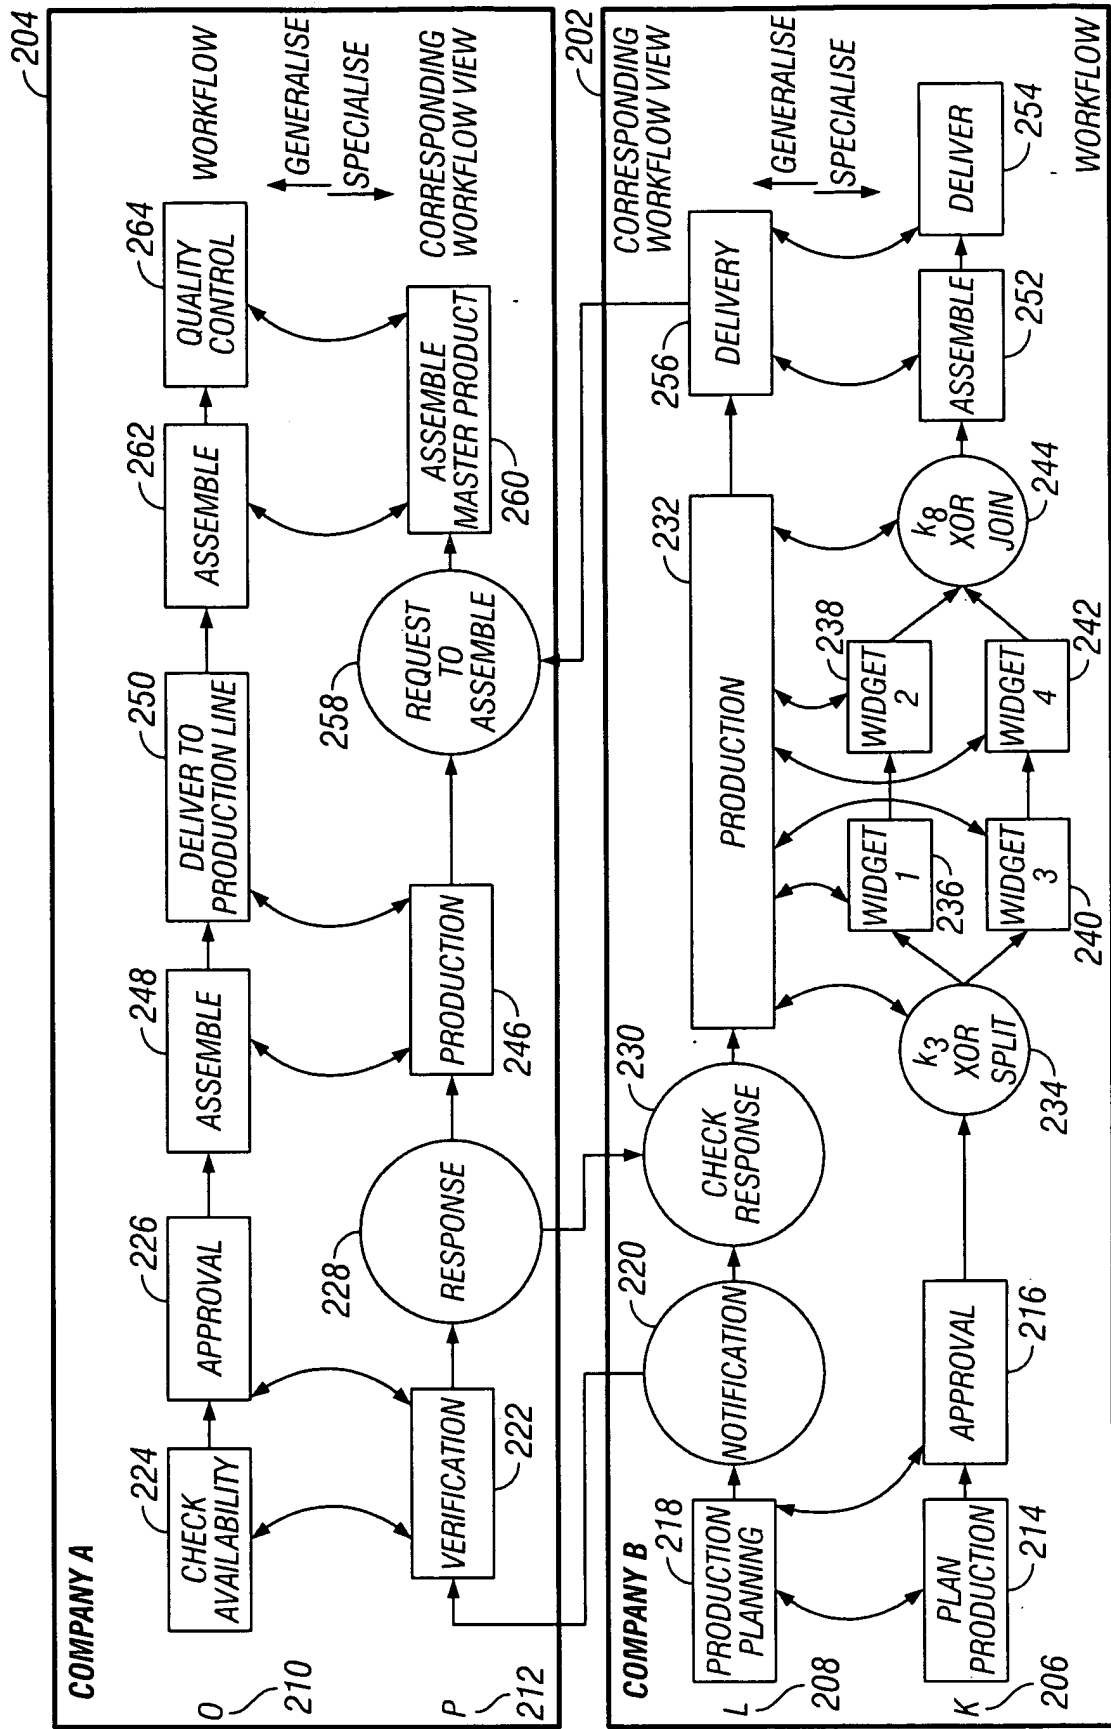 204
COMPANY A
WORKFLOW
GENERALISE
SPECIALISE
CORRESPONDING
WORKFLOW VIEW
O
210
224
CHECK
AVAILABILITY
226
APPROVAL
248
ASSEMBLE
250
DELIVER TO
PRODUCTION LINE
262
ASSEMBLE
264
QUALITY
CONTROL
P
212
VERIFICATION
222
228
RESPONSE
PRODUCTION
246
258
REQUEST
TO
ASSEMBLE
ASSEMBLE
MASTER PRODUCT
260
202
COMPANY B
CORRESPONDING
WORKFLOW VIEW
GENERALISE
SPECIALISE
WORKFLOW
L
208
218
PRODUCTION
PLANNING
220
NOTIFICATION
230
CHECK
RESPONSE
232
PRODUCTION
256
DELIVERY
K
206
PLAN
PRODUCTION
214
APPROVAL
216
k3
XOR
SPLIT
234
WIDGET
1
236
WIDGET
2
238
WIDGET
3
240
WIDGET
4
242
k8
XOR
JOIN
244
ASSEMBLE
252
DELIVER
254